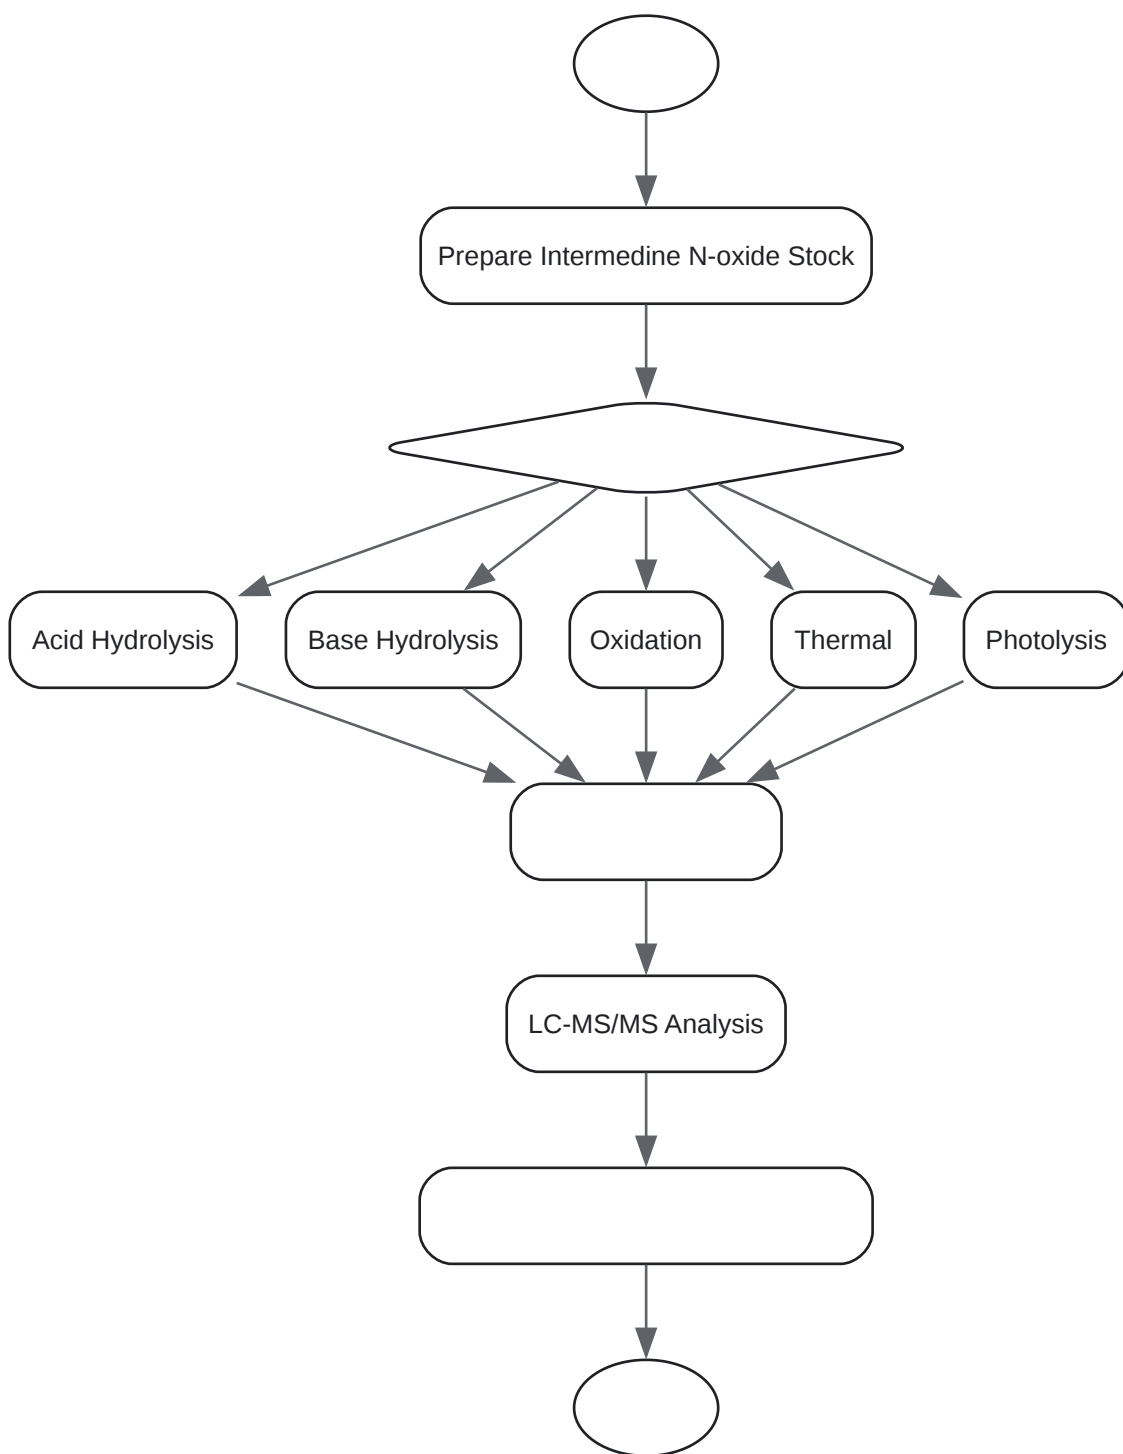 Prepare Intermedine N-oxide Stock
Acid Hydrolysis
Base Hydrolysis
Oxidation
Thermal
Photolysis
LC-MS/MS Analysis